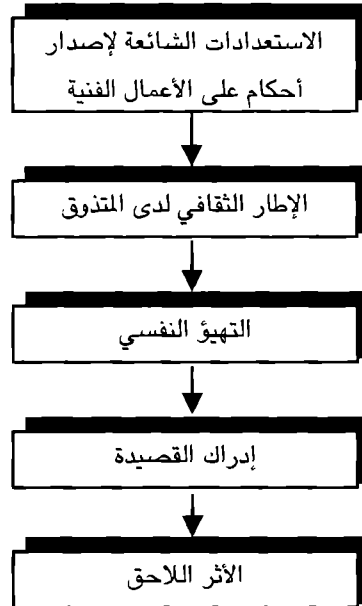 الاستعدادات الشائعة لإصدار
أحكام على الأعمال الفنية
الإطار الثقافي لدى المتذوق
التهيؤ النفسي
إدراك القصيدة
الأثر اللاحق